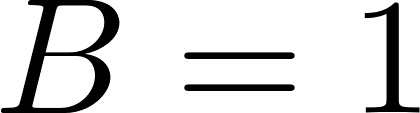 B = 1